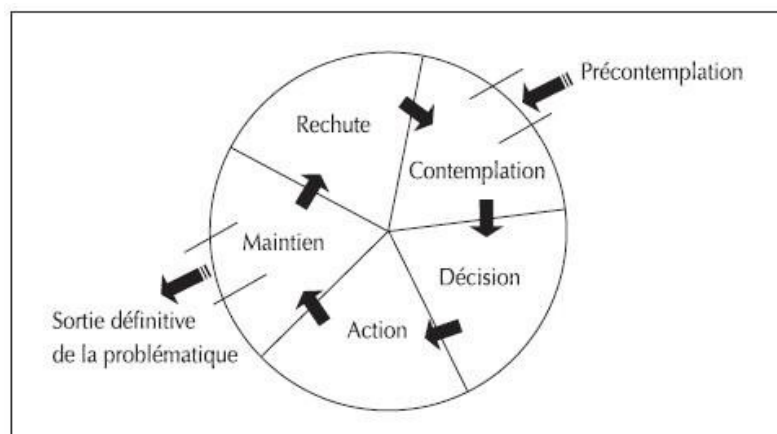 Précontemplation
Rechute
Contemplation
Maintien
Décision
Action
Sortie définitive
de la problématique